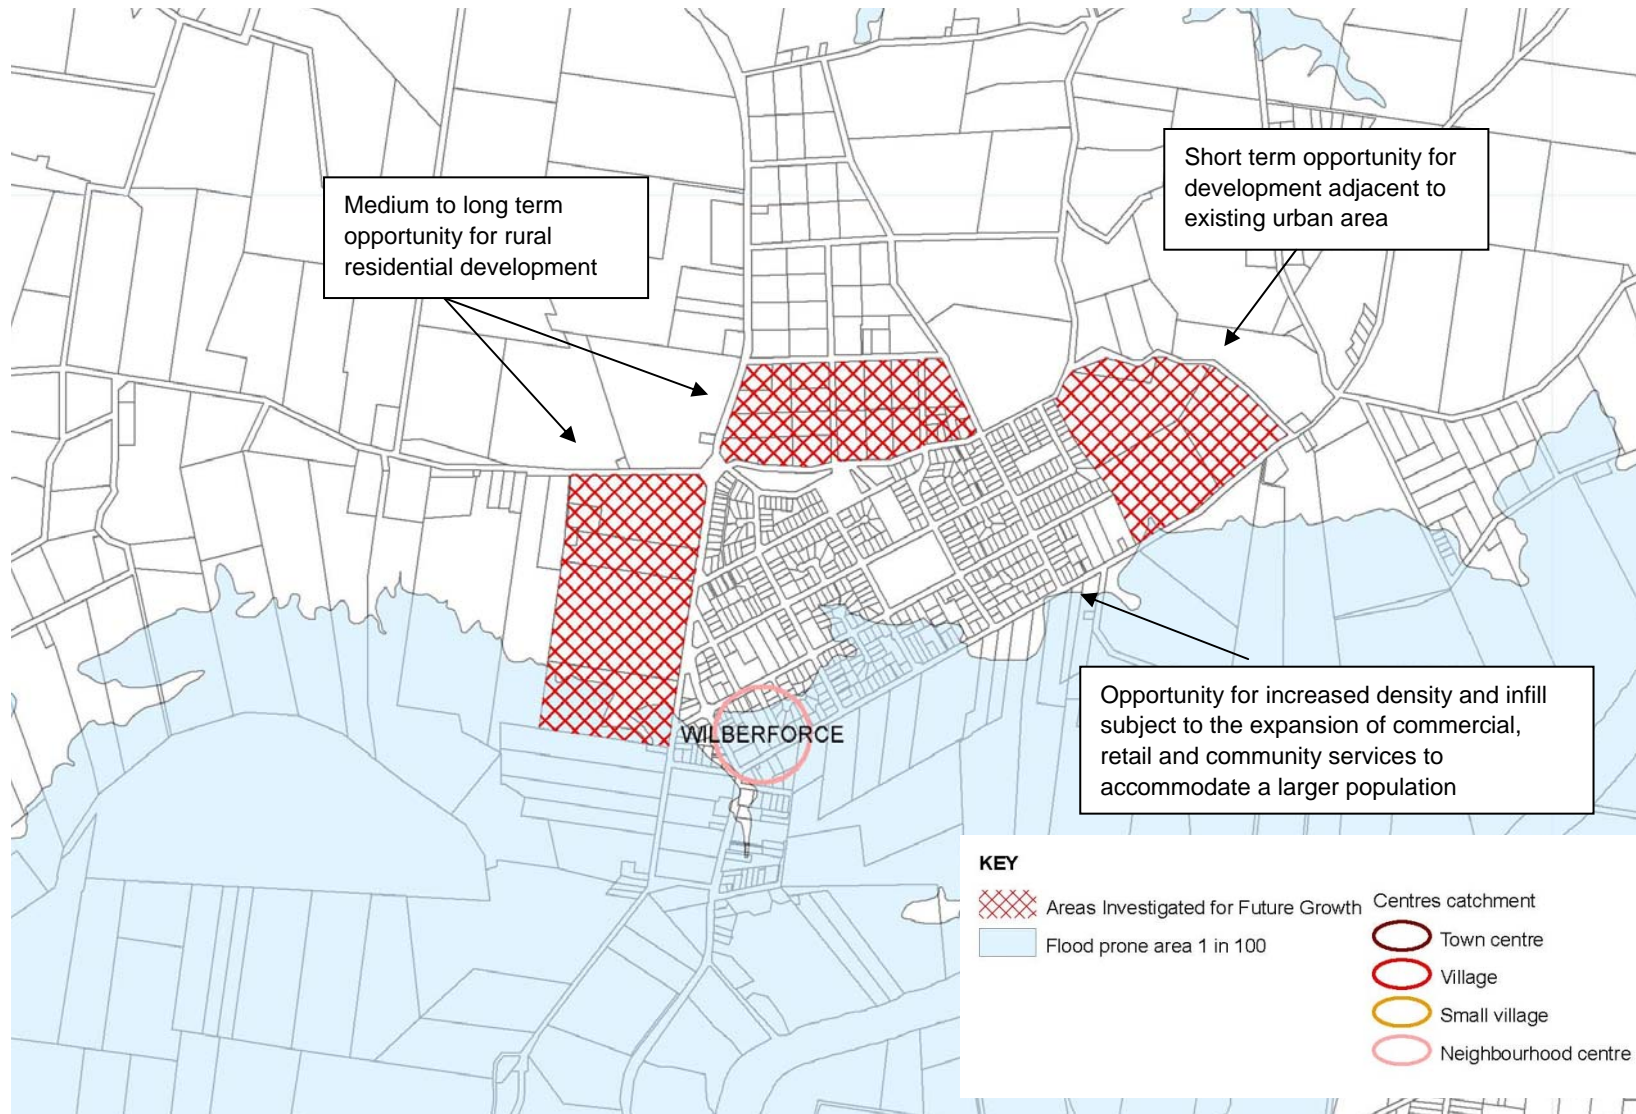 Short term opportunity for
development adjacent to
existing urban area
Medium to long term
opportunity for rural
residential development
Opportunity for increased density and infill
subject to the expansion of commercial,
retail and community services to
accommodate a larger population
WILBERFORCE
KEY
Areas Investigated for Future Growth
Flood prone area 1 in 100
Centres catchment
Town centre
Village
Small village
Neighbourhood centre